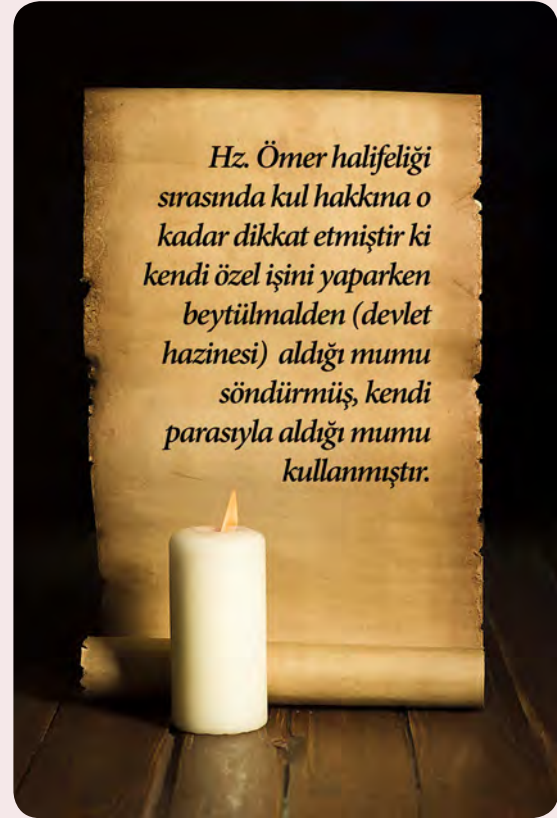 Hz. Ömer halifeliği
sırasında kul hakkına o
kadar dikkat etmiştir ki
kendi özel işini yaparken
beytülmalden (devlet
hazinesi) aldığı mumu
söndürmüş, kendi
parasıyla aldığı mumu
kullanmıştır.